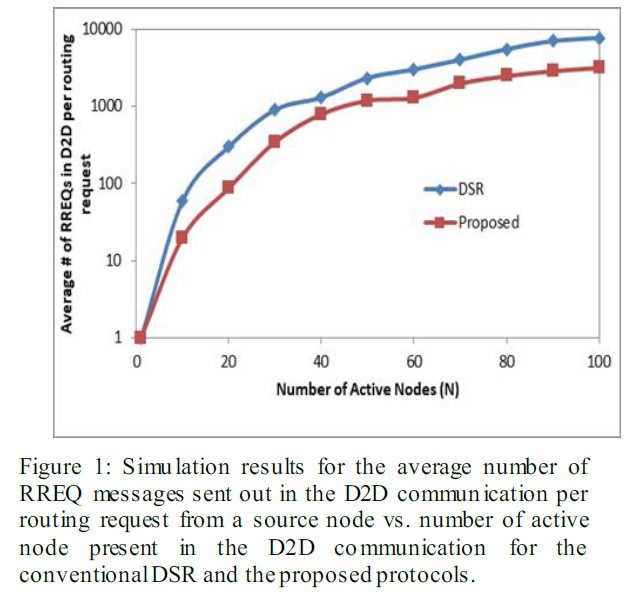 10000
1000
100
10
1
Average # of RREQs in D2D per routing
request
DSR
Proposed
0
20
40
60
80
100
Number of Active Nodes (N)
Figure 1: Simulation results for the average number of
RREQ messages sent out in the D2D communication per
routing request from a source node vs. number of active
node present in the D2D communication for the
conventional DSR and the proposed protocols.